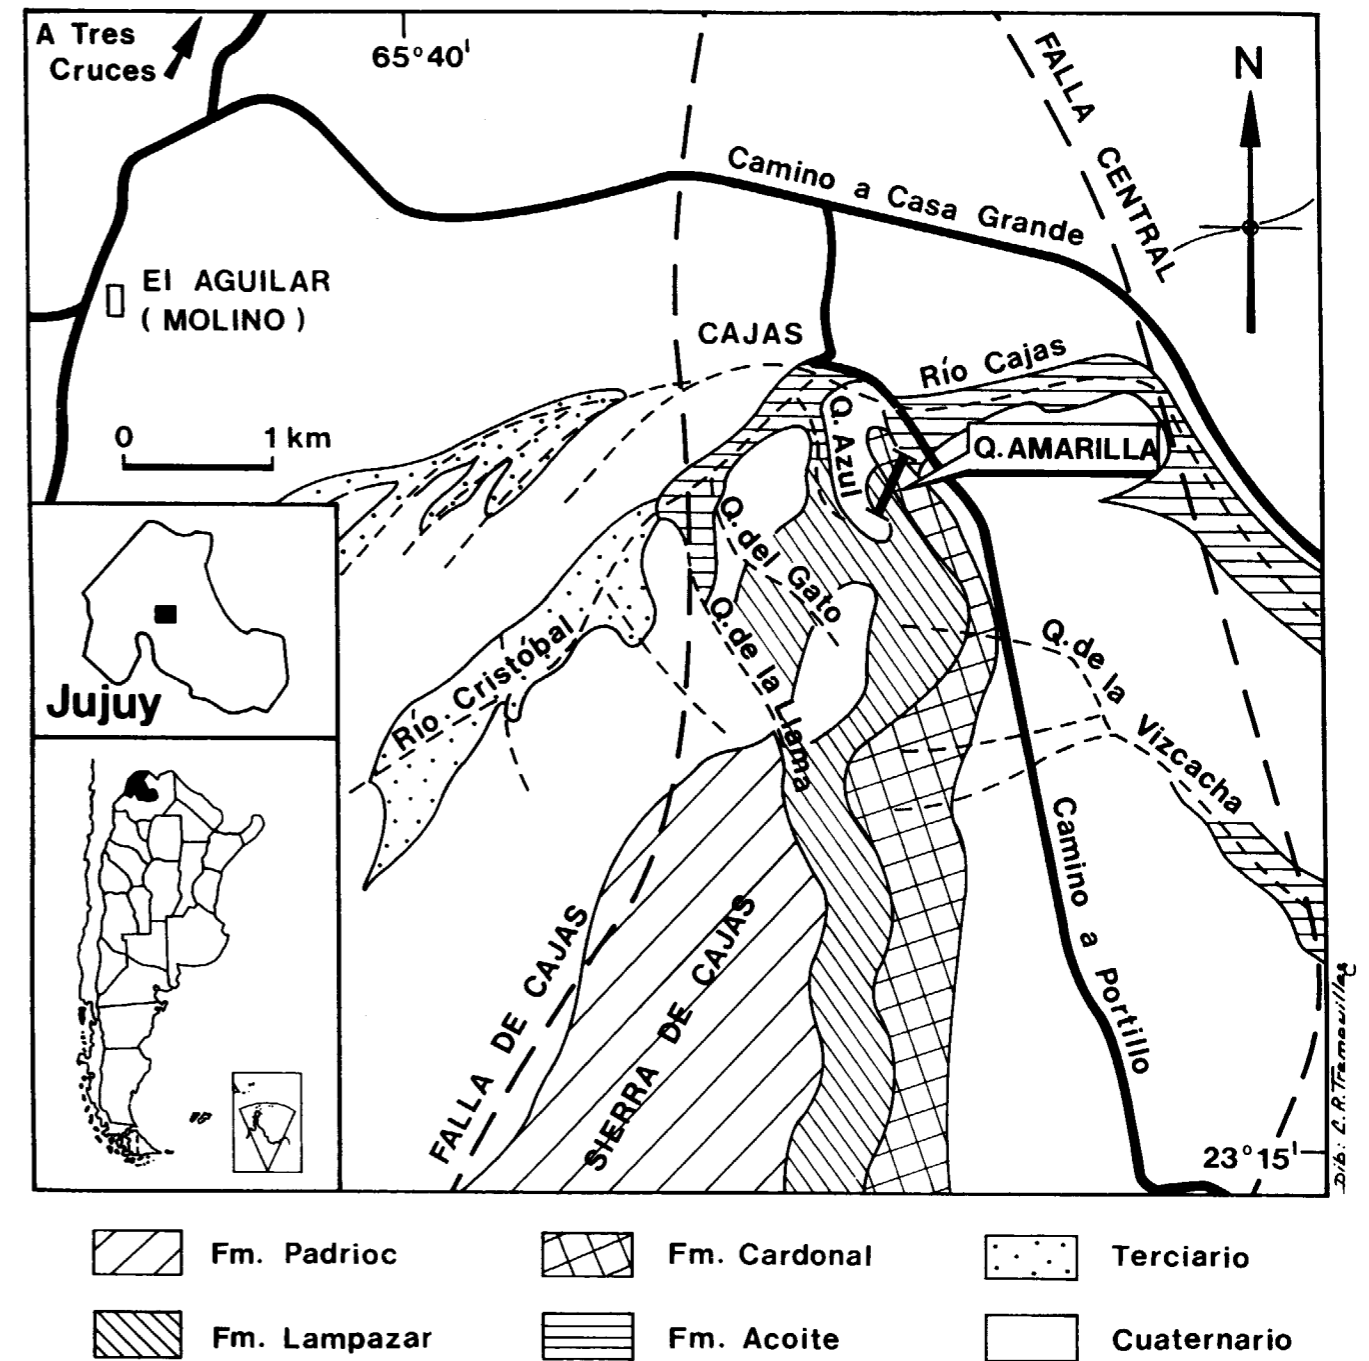 A Tres
Cruces
65°40'
N
FALLA CENTRAL
Camino a Casa Grande
El AGUILAR
(MOLINO)
CAJAS
Río Cajas
0 1 km
Q. Azul
Q. AMARILLA
Q. del Gato
Q. de la Llama
Río Cristóbal
Q. de la Vizcacha
Jujuy
Camino a Portillo
FALLA DE CAJAS
SIERRA DE CAJAS
23°15'
Fm. Padrioc
Fm. Cardonal
Terciario
Fm. Lampazar
Fm. Acoite
Cuaternario